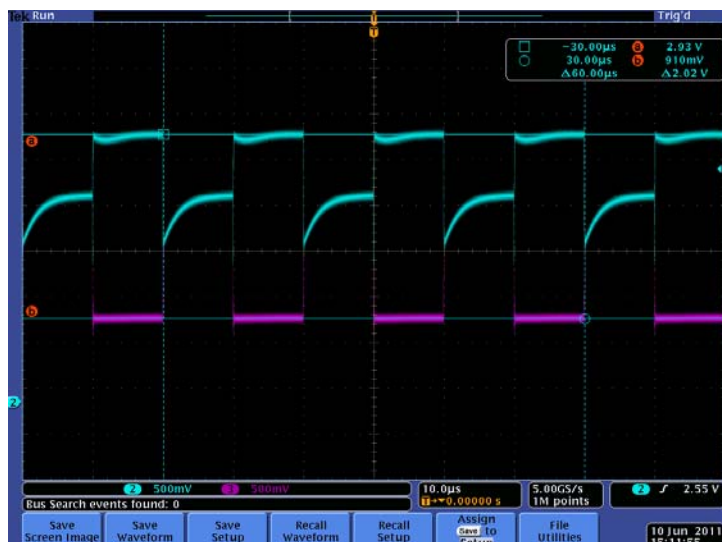 Tek Run Trig'd
T
T
-30.00µs a 2.93 V
30.00µs b 910mV
Δ60.00µs Δ2.02 V
a
b
2
2 500mV 500mV
10.0µs
T→▼0.00000 s
5.00GS/s
1M points
2 2.55 V
Bus Search events found: 0
Save
Screen Image
Save
Waveform
Save
Setup
Recall
Waveform
Recall
Setup
Assign
Save to
File
Utilities
10 Jun 2011